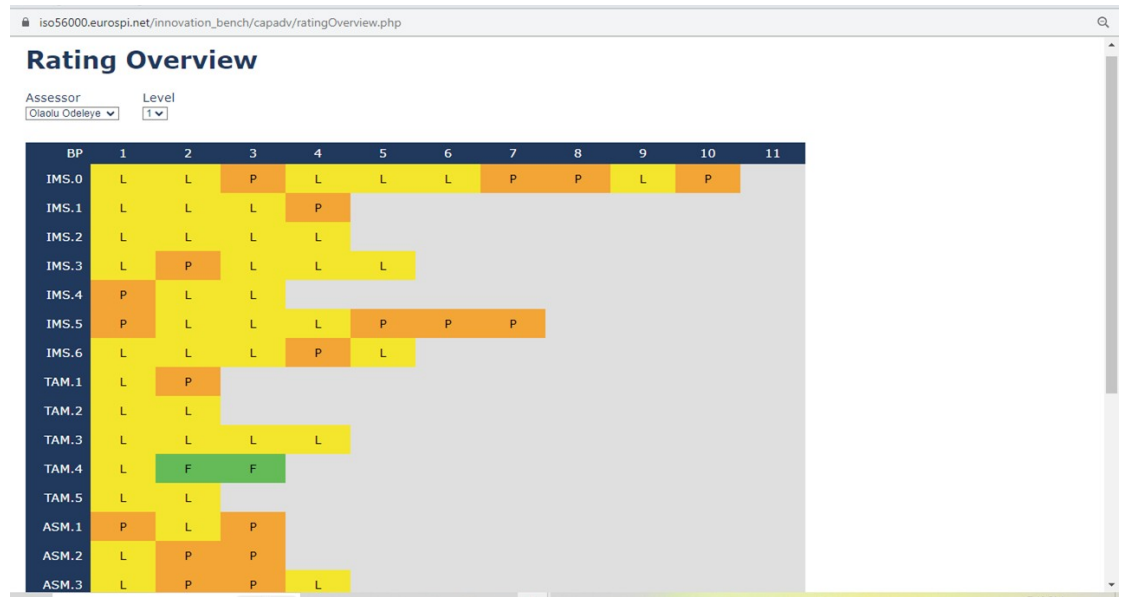 iso56000.eurospi.net/innovation_bench/capadv/ratingOverview.php
Rating Overview
Assessor Level
Olaolu Odeleye 1
BP 1 2 3 4 5 6 7 8 9 10 11
IMS.0 L L P L L L P P L P
IMS.1 L L L P
IMS.2 L L L L
IMS.3 L P L L L
IMS.4 P L L
IMS.5 P L L L P P P
IMS.6 L L L P L
TAM.1 L P
TAM.2 L L
TAM.3 L L L L
TAM.4 L F F
TAM.5 L L
ASM.1 P L P
ASM.2 L P P
ASM.3 L P P L